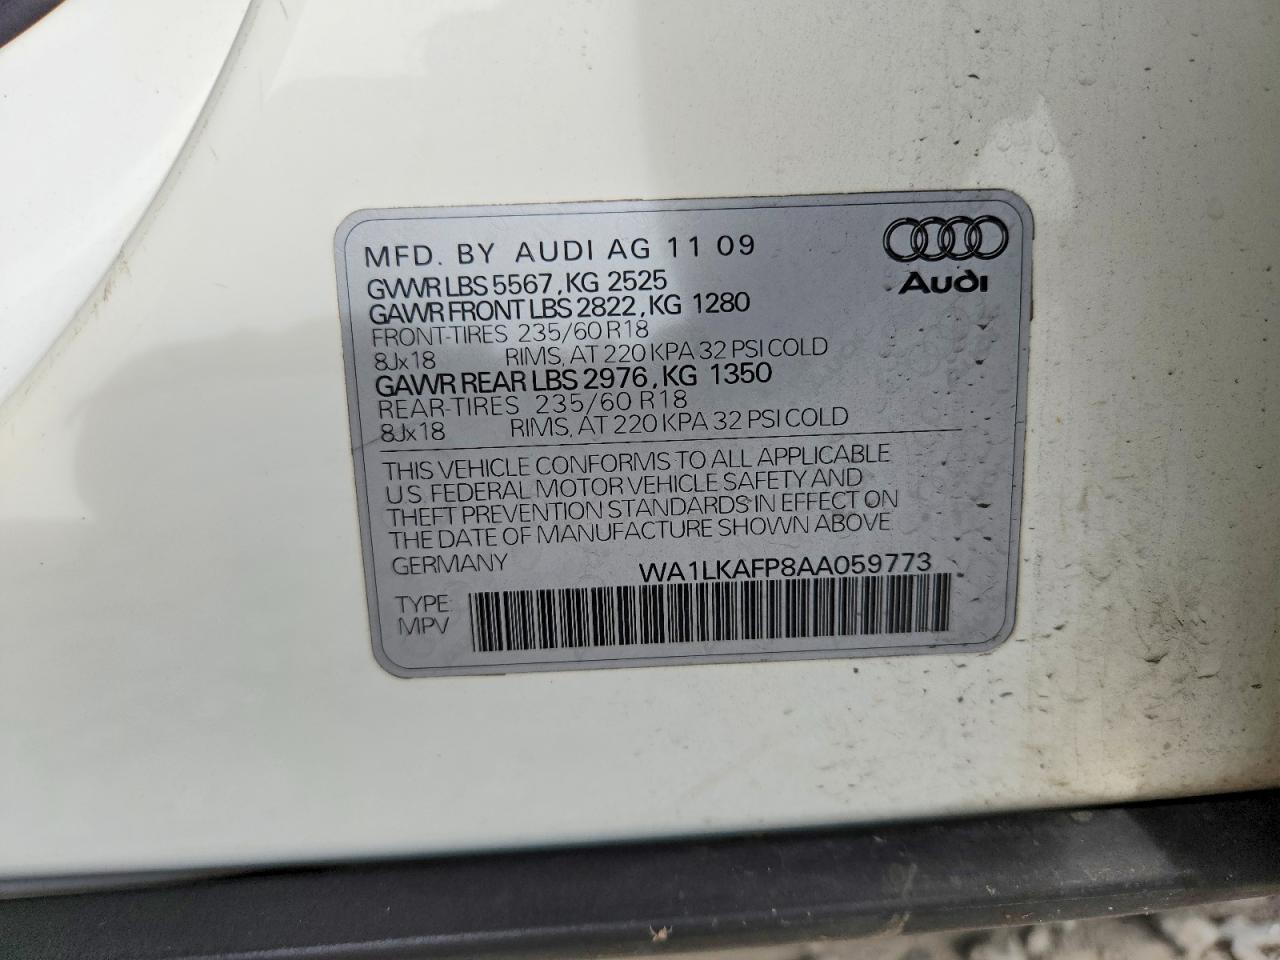 MFD. BY AUDI AG 11 09
Audi
GVWR LBS 5567, KG 2525
GAWR FRONT LBS 2822, KG 1280
FRONT-TIRES 235/60 R18
8Jx18 RIMS, AT 220 KPA 32 PSI COLD
GAWR REAR LBS 2976, KG 1350
REAR-TIRES 235/60 R18
8Jx18 RIMS, AT 220 KPA 32 PSI COLD
THIS VEHICLE CONFORMS TO ALL APPLICABLE
U.S. FEDERAL MOTOR VEHICLE SAFETY AND
THEFT PREVENTION STANDARDS IN EFFECT ON
THE DATE OF MANUFACTURE SHOWN ABOVE
GERMANY WA1LKAFP8AA059773
TYPE:
MPV